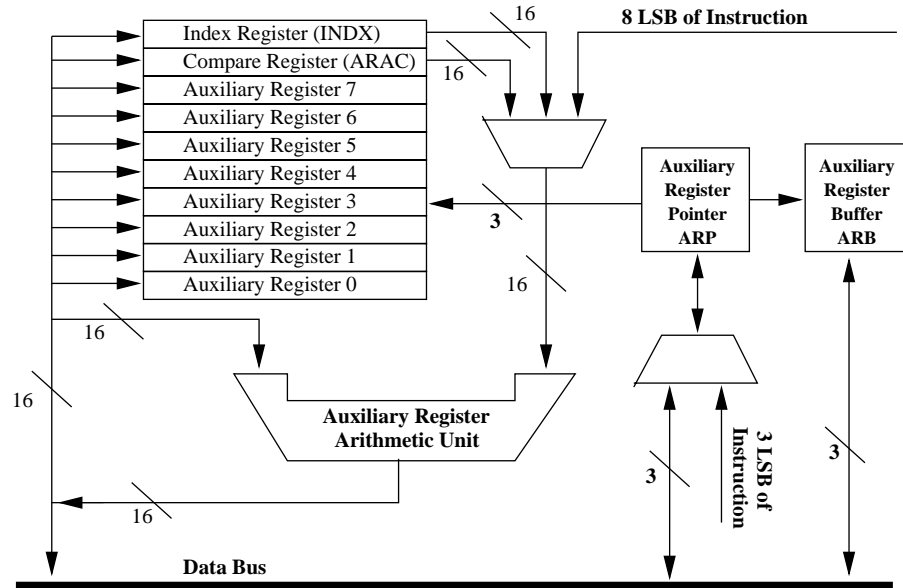 16
8 LSB of Instruction
Index Register (INDX)
16
Compare Register (ARAC)
16
Auxiliary Register 7
Auxiliary Register 6
Auxiliary Register 5
Auxiliary Register 4
Auxiliary Register 3
Auxiliary Register 2
Auxiliary Register 1
Auxiliary Register 0
Auxiliary
Register
Pointer
ARP
Auxiliary
Register
Buffer
ARB
3
16
16
16
Auxiliary Register
Arithmetic Unit
3
3 LSB of
Instruction
3
16
Data Bus